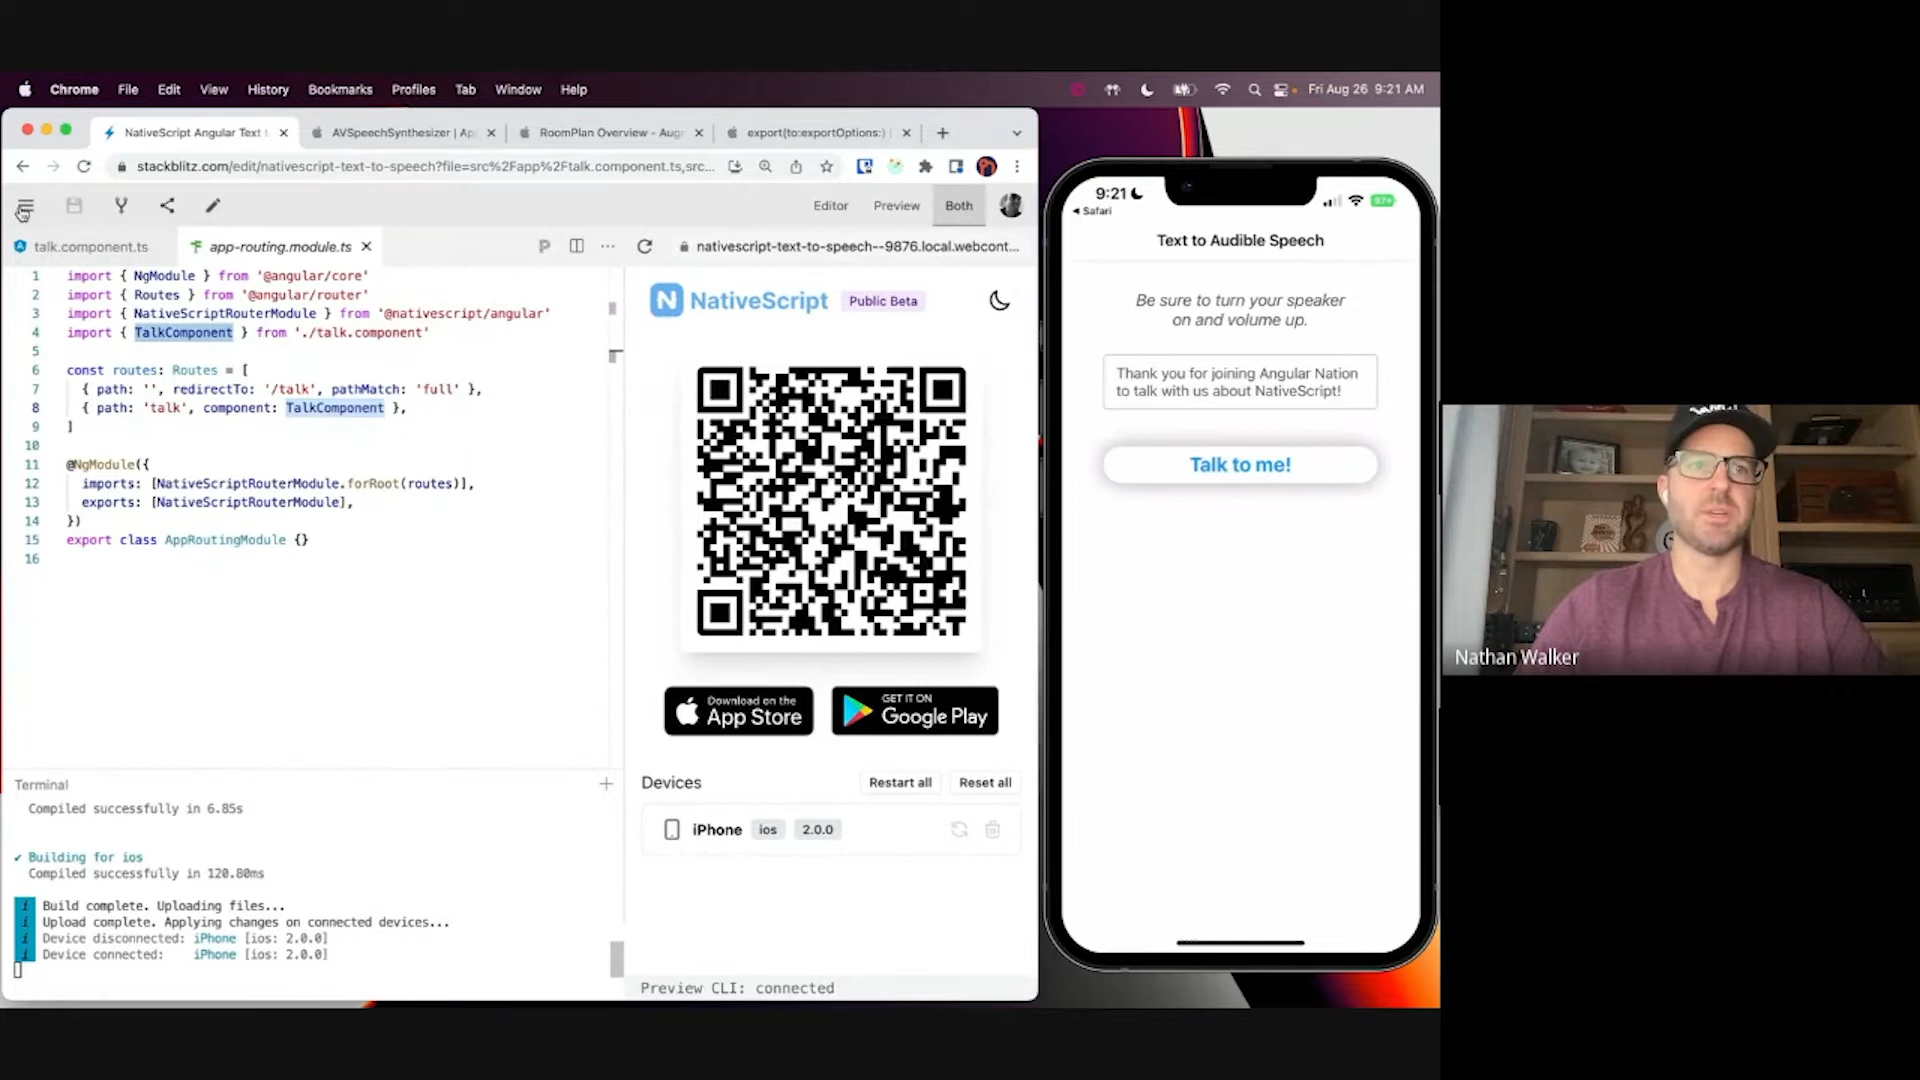 Chrome File Edit View History Bookmarks Profiles Tab Window Help
Fri Aug 26 9:21 AM
NativeScript Angular Text t
AVSpeechSynthesizer | Ap
RoomPlan Overview - Aug
export(to:exportOptions:) |
stackblitz.com/edit/nativescript-text-to-speech?file=src%2Fapp%2Ftalk.component.ts,src...
Editor Preview Both
talk.component.ts
app-routing.module.ts
nativescript-text-to-speech--9876.local.webcont...
1 import { NgModule } from '@angular/core'
2 import { Routes } from '@angular/router'
3 import { NativeScriptRouterModule } from '@nativescript/angular'
4 import { TalkComponent } from './talk.component'
5
6 const routes: Routes = [
7 { path: '', redirectTo: '/talk', pathMatch: 'full' },
8 { path: 'talk', component: TalkComponent },
9 ]
10
11 @NgModule({
12 imports: [NativeScriptRouterModule.forRoot(routes)],
13 exports: [NativeScriptRouterModule],
14 })
15 export class AppRoutingModule {}
16
Terminal
Compiled successfully in 6.85s
✔ Building for ios
Compiled successfully in 120.80ms
i Build complete. Uploading files...
i Upload complete. Applying changes on connected devices...
i Device disconnected: iPhone [ios: 2.0.0]
i Device connected: iPhone [ios: 2.0.0]
N NativeScript
Public Beta
Download on the
App Store
GET IT ON
Google Play
Devices
Restart all
Reset all
iPhone ios 2.0.0
Preview CLI: connected
9:21
Safari
Text to Audible Speech
Be sure to turn your speaker
on and volume up.
Thank you for joining Angular Nation
to talk with us about NativeScript!
Talk to me!
Nathan Walker